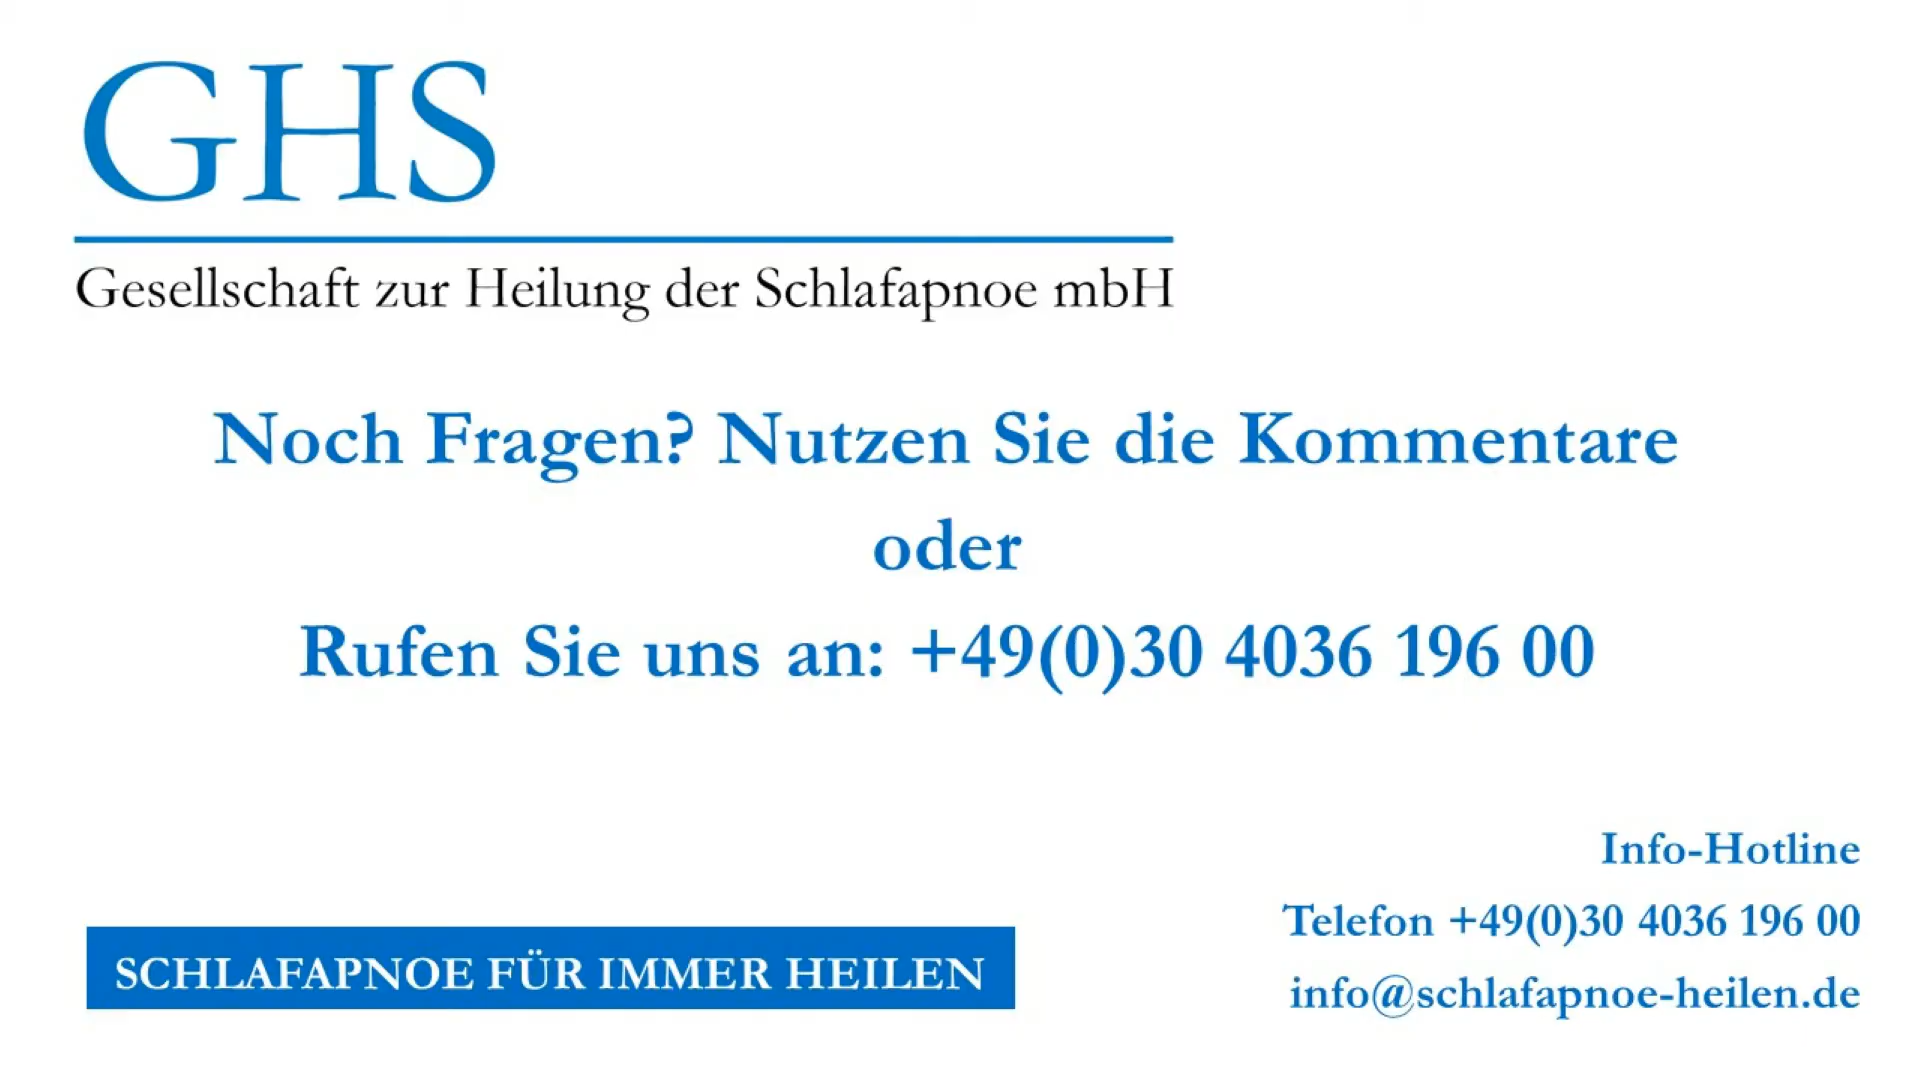 GHS
Gesellschaft zur Heilung der Schlafapnoe mbH
Noch Fragen? Nutzen Sie die Kommentare
oder
Rufen Sie uns an: +49(0)30 4036 196 00
SCHLAFAPNOE FÜR IMMER HEILEN
Info-Hotline
Telefon +49(0)30 4036 196 00
info@schlafapnoe-heilen.de